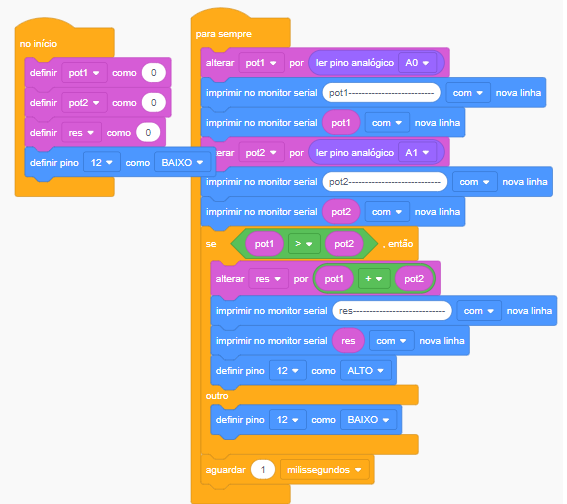 no início
definir pot1 como 0
definir pot2 como 0
definir res como 0
definir pino 12 como BAIXO
para sempre
alterar pot1 por ler pino analógico A0
imprimir no monitor serial pot1-------------------------- com nova linha
imprimir no monitor serial pot1 com nova linha
erar pot2 por ler pino analógico A1
imprimir no monitor serial pot2---------------------------- com nova linha
imprimir no monitor serial pot2 com nova linha
se pot1 > pot2 , então
alterar res por pot1 + pot2
imprimir no monitor serial res---------------------------- com nova linha
imprimir no monitor serial res com nova linha
definir pino 12 como ALTO
outro
definir pino 12 como BAIXO
aguardar 1 milissegundos